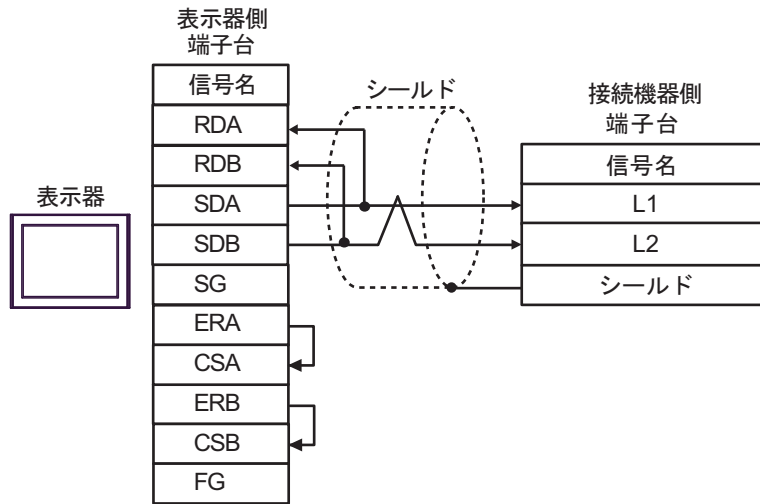 表示器側
端子台
信号名
RDA
RDB
SDA
SDB
SG
ERA
CSA
ERB
CSB
FG
表示器
シールド
接続機器側
端子台
信号名
L1
L2
シールド